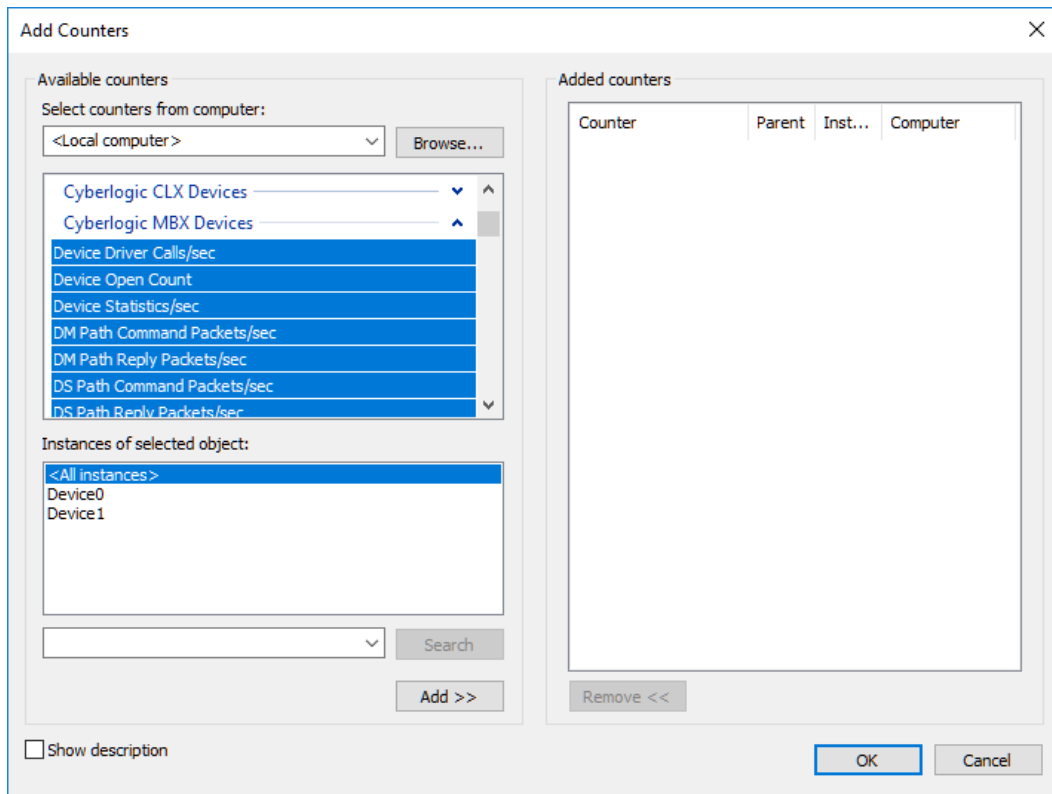 Add Counters
Available counters
Select counters from computer:
<Local computer>
Browse...
Cyberlogic CLX Devices
Cyberlogic MBX Devices
Device Driver Calls/sec
Device Open Count
Device Statistics/sec
DM Path Command Packets/sec
DM Path Reply Packets/sec
DS Path Command Packets/sec
DS Path Reply Packets/sec
Instances of selected object:
<All instances>
Device0
Device1
Search
Add >>
Show description
Added counters
Counter Parent Inst... Computer
Remove <<
OK Cancel